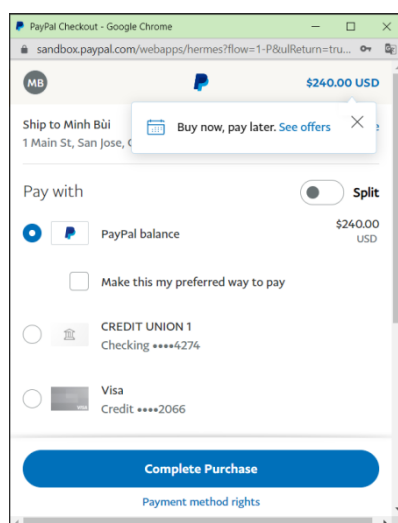 PayPal Checkout - Google Chrome
sandbox.paypal.com/webapps/hermes?flow=1-P&ulReturn=tru...
MB
$240.00 USD
Ship to Minh Bùi
1 Main St, San Jose,
Buy now, pay later. See offers
Pay with
Split
PayPal balance
$240.00
USD
Make this my preferred way to pay
CREDIT UNION 1
Checking ••••4274
Visa
Credit ••••2066
Complete Purchase
Payment method rights